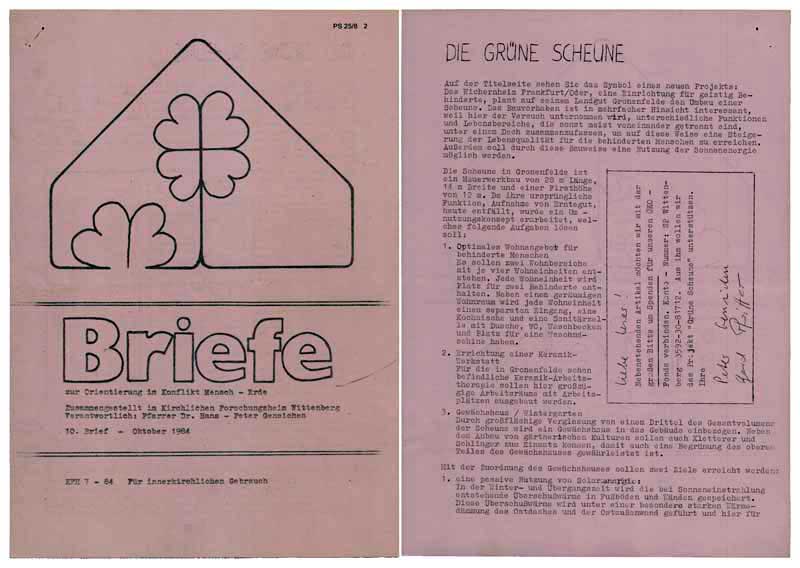 PS 25/8 2
Briefe
zur Orientierung im Konflikt Mensch - Erde
Zusammengestellt im Kirchlichen Forschungsheim Wittenberg
Verantwortlich: Pfarrer Dr. Hans - Peter Gensichen
10. Brief - Oktober 1984
KFH 7 - 84 Für innerkirchlichen Gebrauch
DIE GRÜNE SCHEUNE
Auf der Titelseite sehen Sie das Symbol eines neuen Projekts:
Das Wichernheim Frankfurt/Oder, eine Einrichtung für geistig Be-
hinderte, plant auf seinem Landgut Gronenfelde den Umbau einer
Scheune. Das Bauvorhaben ist in mehrfacher Hinsicht interessant,
weil hier der Versuch unternommen wird, unterschiedliche Funktionen
und Lebensbereiche, die sonst meist voneinander getrennt sind,
unter einem Dach zusammenzufassen, um auf diese Weise eine Steige-
rung der Lebensqualität für die behinderten Menschen zu erreichen.
Außerdem soll durch diese Bauweise eine Nutzung der Sonnenenergie
möglich werden.
Die Scheune in Gronenfelde ist
ein Mauerwerkbau von 28 m Länge,
14 m Breite und einer Firsthöhe
von 12 m. Da ihre ursprüngliche
Funktion, Aufnahme von Erntegut,
heute entfällt, wurde ein Um -
nutzungskonzept erarbeitet, wel-
ches folgende Aufgaben lösen
soll:
1. Optimales Wohnangebot für
behinderte Menschen
Es sollen zwei Wohnbereiche
mit je vier Wohneinheiten ent-
stehen. Jede Wohneinheit wird
Platz für zwei Behinderte ent-
halten. Neben einem geräumigen
Wohnraum wird jede Wohneinheit
einen separaten Eingang, eine
Kochnische und eine Sanitärzel-
le mit Dusche, WC, Waschbecken
und Platz für eine Waschma-
schine haben.
2. Errichtung einer Keramik-
Werkstatt
Für die in Gronenfelde schon
befindliche Keramik-Arbeits-
therapie sollen hier großzü-
gige Arbeitsräume mit Arbeits-
plätzen ausgebaut werden.
Liebe Leser!
Nebenstehenden Artikel möchten wir mit der
großen Bitte um Spenden für unseren ÖKO -
Fonds verbinden. Konto - Nummer: SP Witten-
berg 3592-30-81712. Aus ihm wollen wir
das Projekt "Grüne Scheune" unterstützen.
Ihre
Peter Gensichen
3. Gewächshaus / Wintergarten
Durch großflächige Verglasung von einem Drittel des Gesamtvolumens
der Scheune wird ein Gewächshaus in das Gebäude einbezogen. Neben
dem Anbau von gärtnerischen Kulturen sollen auch Kletterer und
Schlinger zum Einsatz kommen, damit auch eine Begrünung des oberen
Teiles des Gewächshauses gewährleistet ist.
Mit der Zuordnung des Gewächshauses sollen zwei Ziele erreicht werden:
1. eine passive Nutzung von Solarenergie:
In der Winter- und Übergangszeit wird die bei Sonneneinstrahlung
entstehende Überschußwärme in Fußböden und Wänden gespeichert.
Diese Überschußwärme wird unter einer besonders starken Wärme-
dämmung des Ostdaches und der Ostaußenwand geführt und hier für